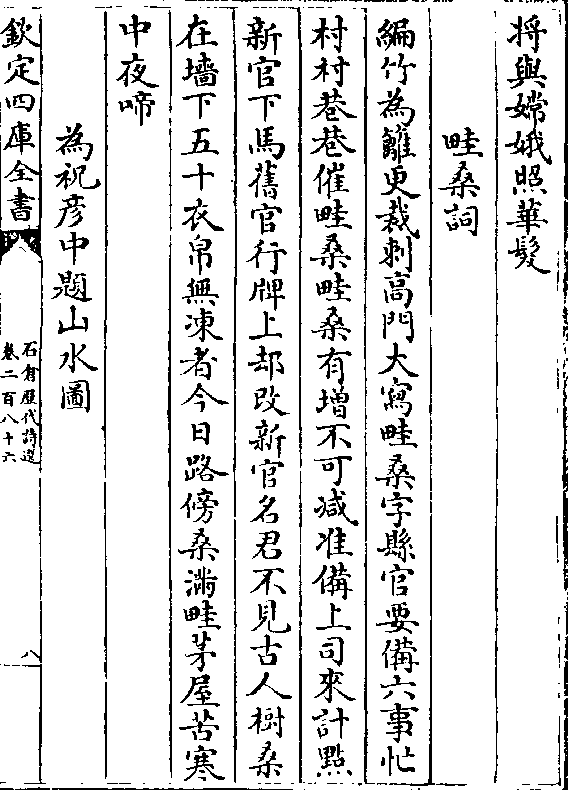 将與嫦娥照華髮
畦桑詞
編竹為籬更裁刺高門大寫畦桑字縣官要備六事忙
村村巷巷催畦桑畦桑有增不可减准備上司來計點
新官下馬舊官行牌上却改新官名君不見古人樹桑
在墻下五十衣帛無凍者今日路傍桑满畦茅屋苦寒
中夜啼
為祝彦中題山水圖
欽定四庫全書
石倉歷代詩選
卷二百八十六
八